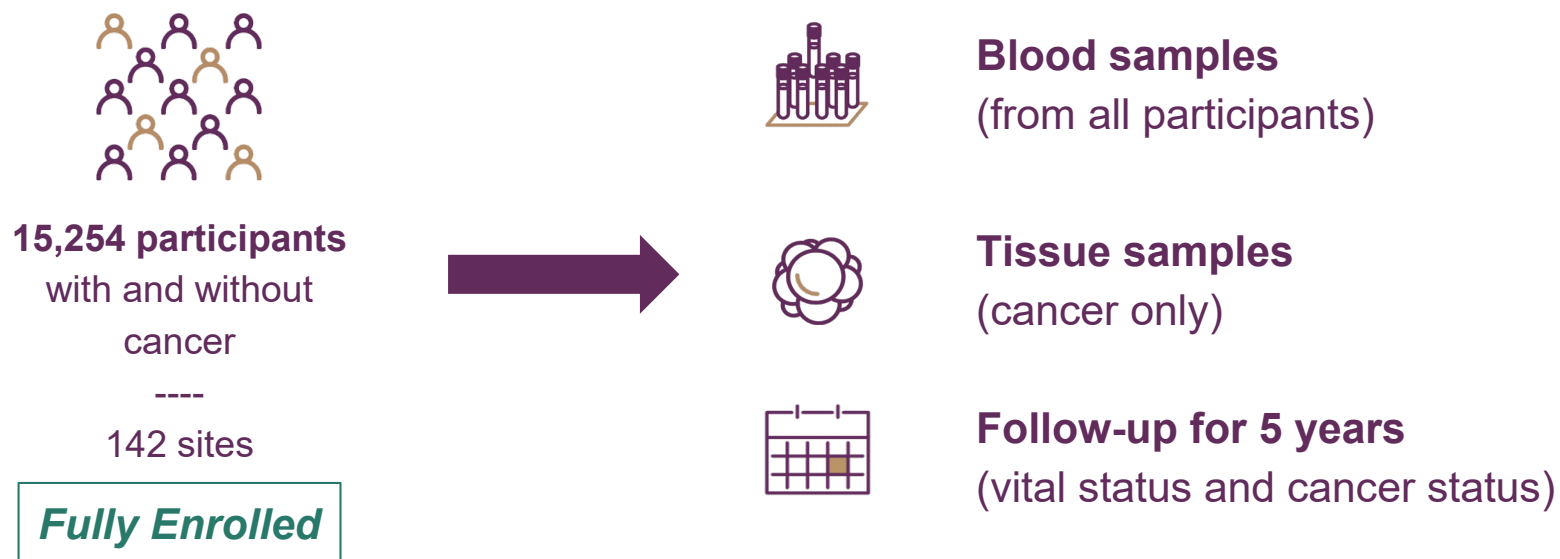 15,254 participants
with and without
cancer
----
142 sites
Fully Enrolled
Blood samples
(from all participants)
Tissue samples
(cancer only)
Follow-up for 5 years
(vital status and cancer status)